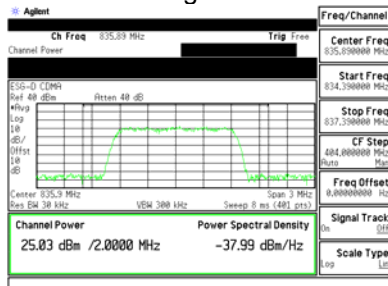 Agilent
Freq/Channel
Ch Freq 835.89 MHz Trig Free
Channel Power
Center Freq
835.890000 MHz
Start Freq
834.390000 MHz
Stop Freq
837.390000 MHz
CF Step
404.000000 MHz
Auto Man
Freq Offset
0.00000000 Hz
Signal Track
On Off
Scale Type
Log Lin
ESG-D CDMA
Ref 40 dBm Atten 40 dB
#Avg
Log
10
dB/
Offst
10
dB
Center 835.9 MHz Span 3 MHz
Res BW 30 kHz VBW 300 kHz Sweep 8 ms (401 pts)
Channel Power Power Spectral Density
25.03 dBm /2.0000 MHz -37.99 dBm/Hz